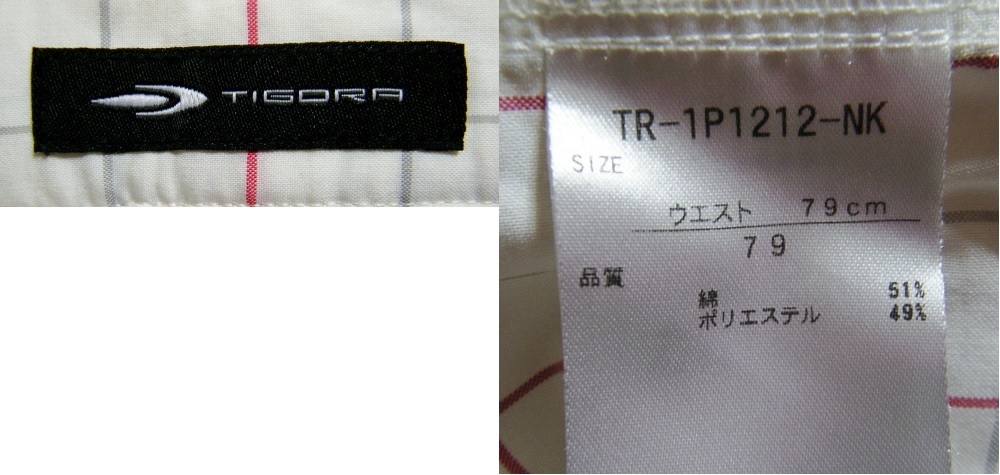 TIGORA
TR-1P1212-NK
SIZE
ウエスト 79cm
79
品質
綿 51%
ポリエステル 49%